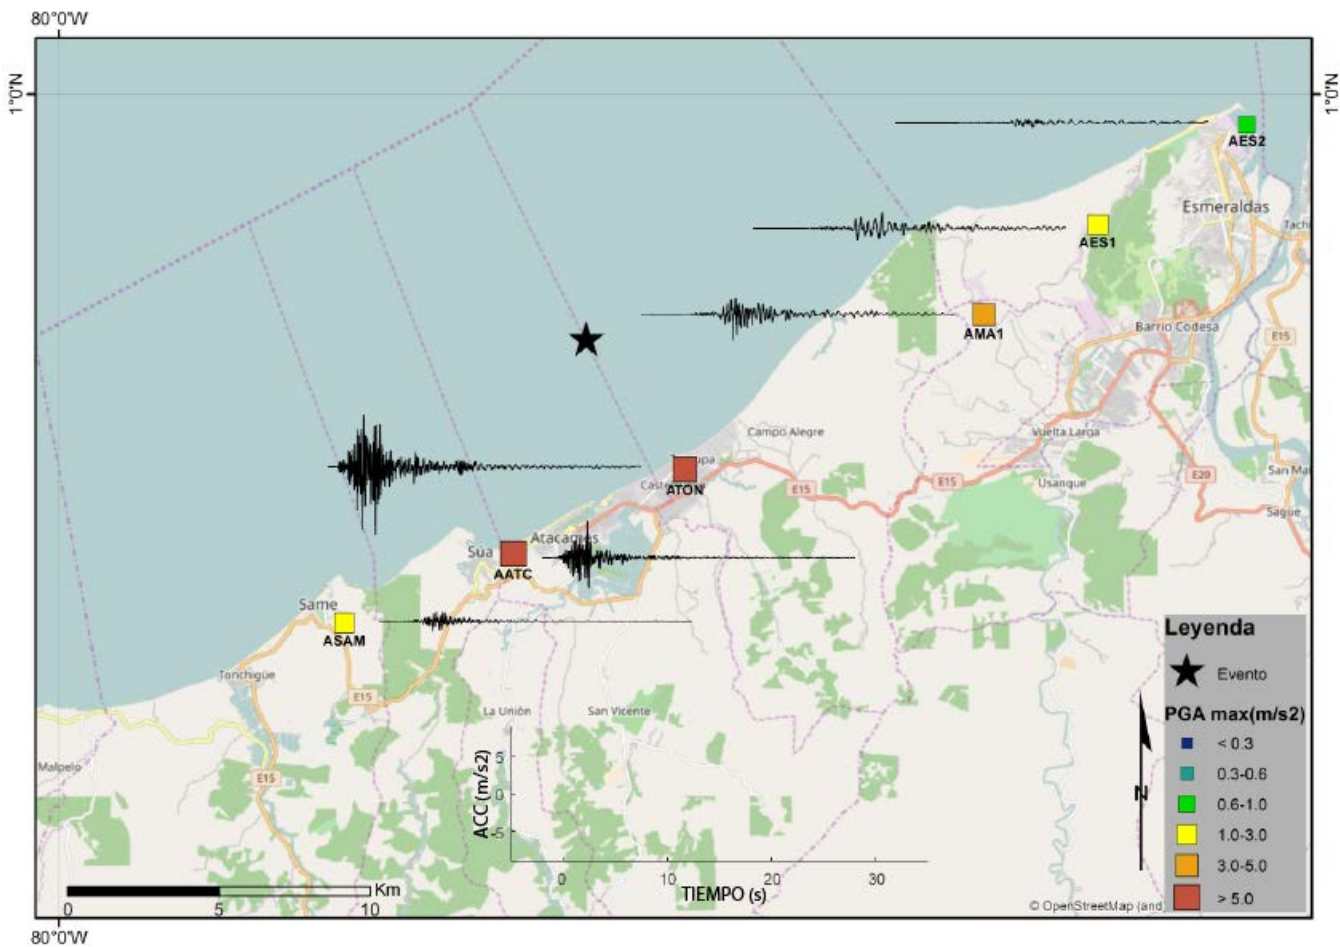 80°0'W
1°0'N
1°0'N
AES2
Esmeraldas
AES1
AMA1
Barrio Codesa
E15
Campo Alegre
Vuelta Larga
E20
ATON
E15
E15
Usanque
San Ma
Sague
Sua
Atacames
AATC
Same
ASAM
Tonchigüe
E15
La Unión
San Vicente
Malpelo
E15
Leyenda
Evento
PGA max(m/s2)
< 0.3
0.3-0.6
0.6-1.0
1.0-3.0
3.0-5.0
> 5.0
N
ACC (m/s2)
5
0
-5
0
10
20
30
TIEMPO (s)
Km
0
5
10
© OpenStreetMap (and)
80°0'W